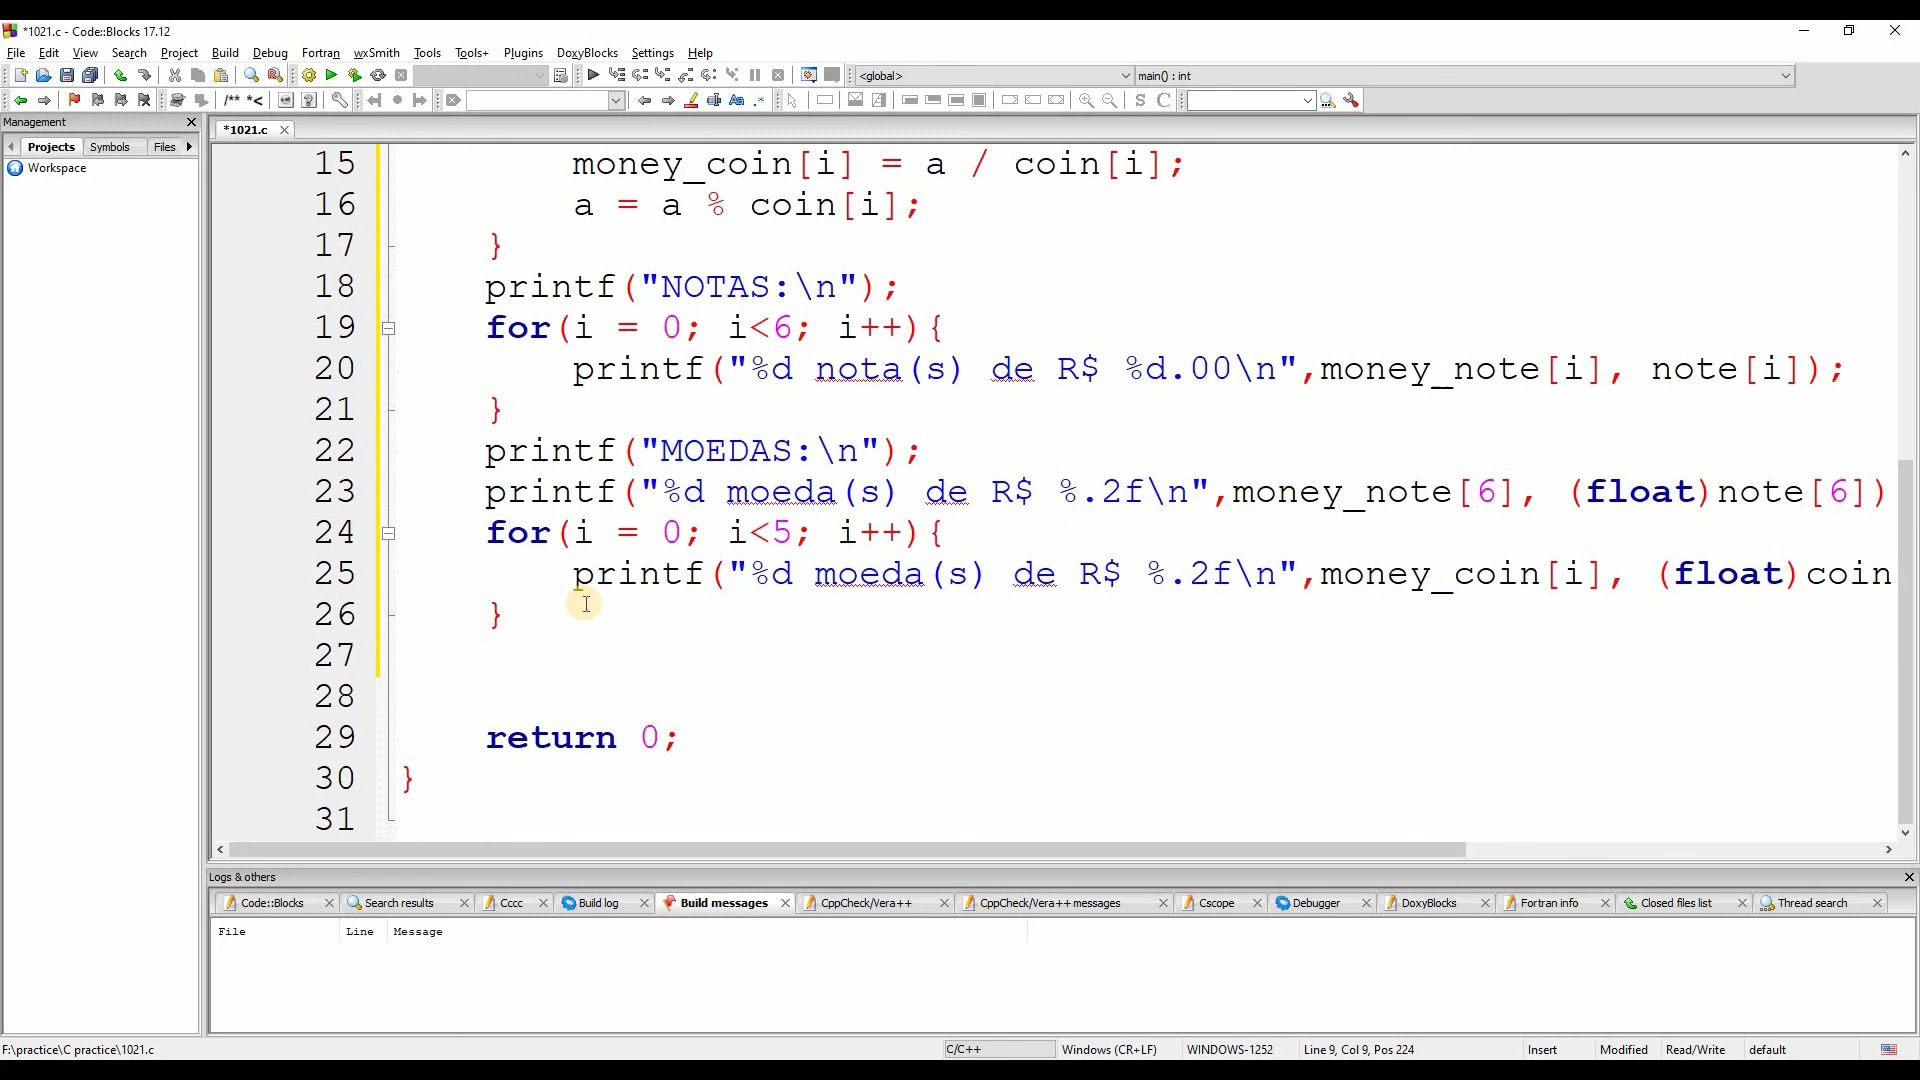 *1021.c - Code::Blocks 17.12
File Edit View Search Project Build Debug Fortran wxSmith Tools Tools+ Plugins DoxyBlocks Settings Help
<global> main() : int
/** *< Aa .* S C
Management
*1021.c
Projects Symbols Files
Workspace
15 money_coin[i] = a / coin[i];
16 a = a % coin[i];
17 }
18 printf("NOTAS:\n");
19 for(i = 0; i<6; i++){
20 printf("%d nota(s) de R$ %d.00\n",money_note[i], note[i]);
21 }
22 printf("MOEDAS:\n");
23 printf("%d moeda(s) de R$ %.2f\n",money_note[6], (float)note[6])
24 for(i = 0; i<5; i++){
25 printf("%d moeda(s) de R$ %.2f\n",money_coin[i], (float)coin
26 }
27
28
29 return 0;
30 }
31
Logs & others
Code::Blocks Search results Cccc Build log Build messages CppCheck/Vera++ CppCheck/Vera++ messages Cscope Debugger DoxyBlocks Fortran info Closed files list Thread search
File Line Message
F:\practice\C practice\1021.c C/C++ Windows (CR+LF) WINDOWS-1252 Line 9, Col 9, Pos 224 Insert Modified Read/Write default